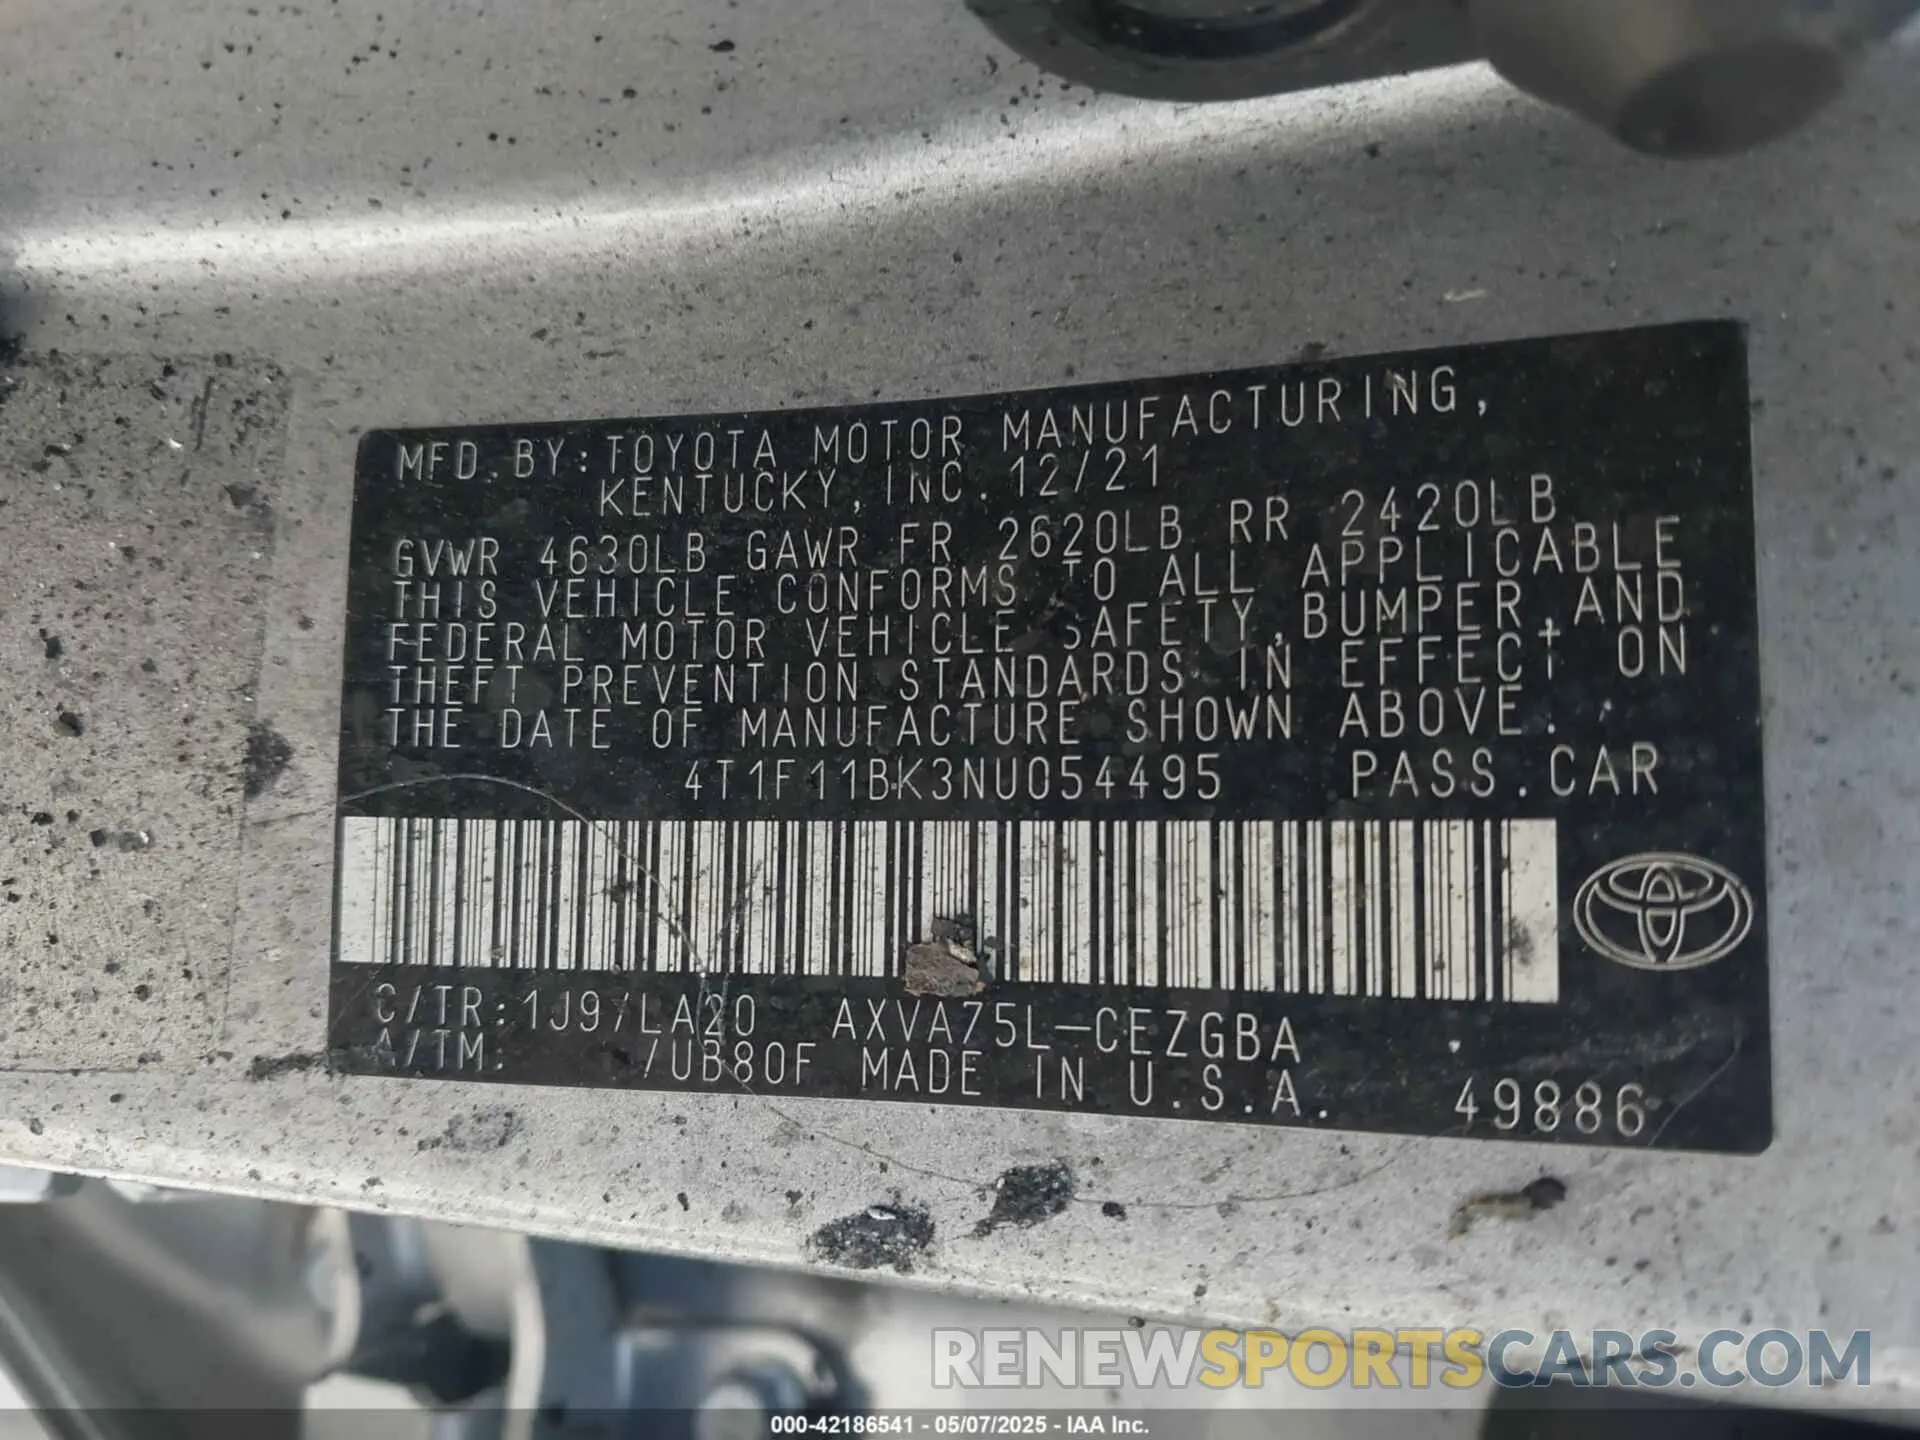 MFD. BY: TOYOTA MOTOR MANUFACTURING,
KENTUCKY, INC. 12/21
GVWR 4630LB GAWR FR 2620LB RR 2420LB
THIS VEHICLE CONFORMS TO ALL APPLICABLE
FEDERAL MOTOR VEHICLE SAFETY, BUMPER, AND
THEFT PREVENTION STANDARDS IN EFFECT ON
THE DATE OF MANUFACTURE SHOWN ABOVE.
4T1F11BK3NU054495 PASS. CAR
C/TR: 1J9/LA20 AXVA75L-CEZGBA
A/TM: /UB80F MADE IN U.S.A. 49886
RENEWSPORTSCARS.COM
000-42186541 - 05/07/2025 - IAA Inc.